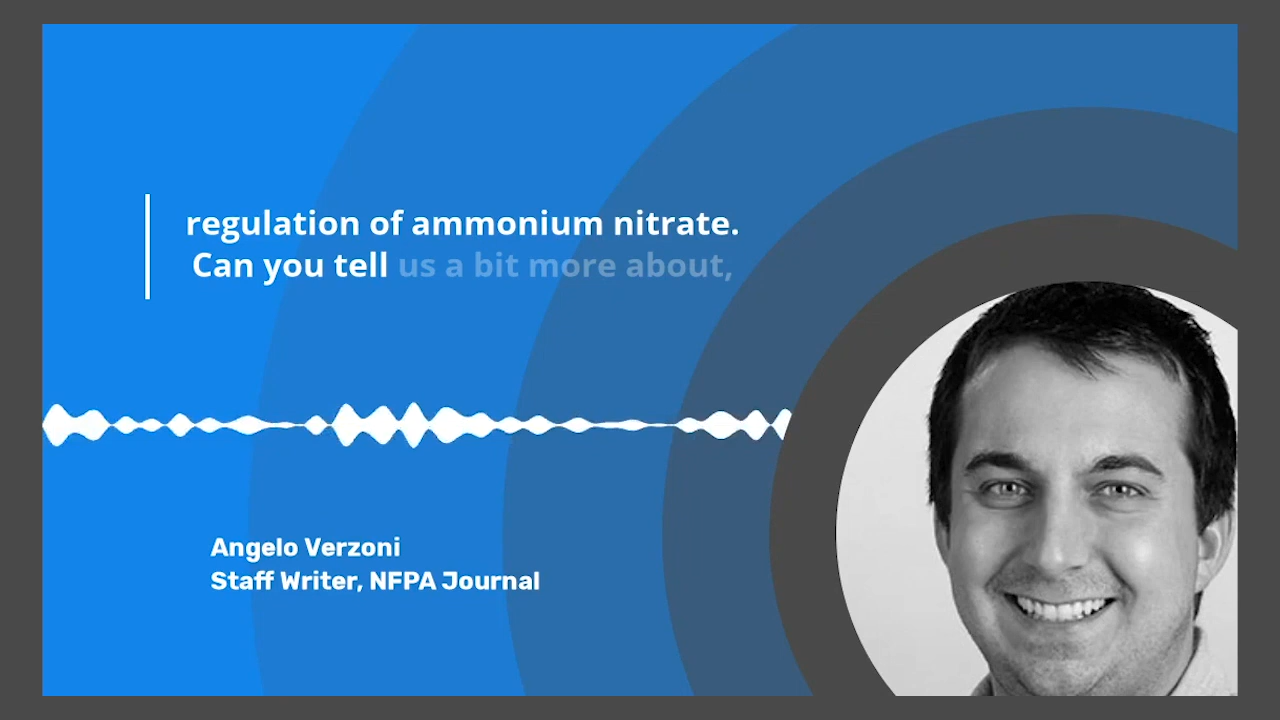 regulation of ammonium nitrate.
Can you tell us a bit more about,
Angelo Verzoni
Staff Writer, NFPA Journal